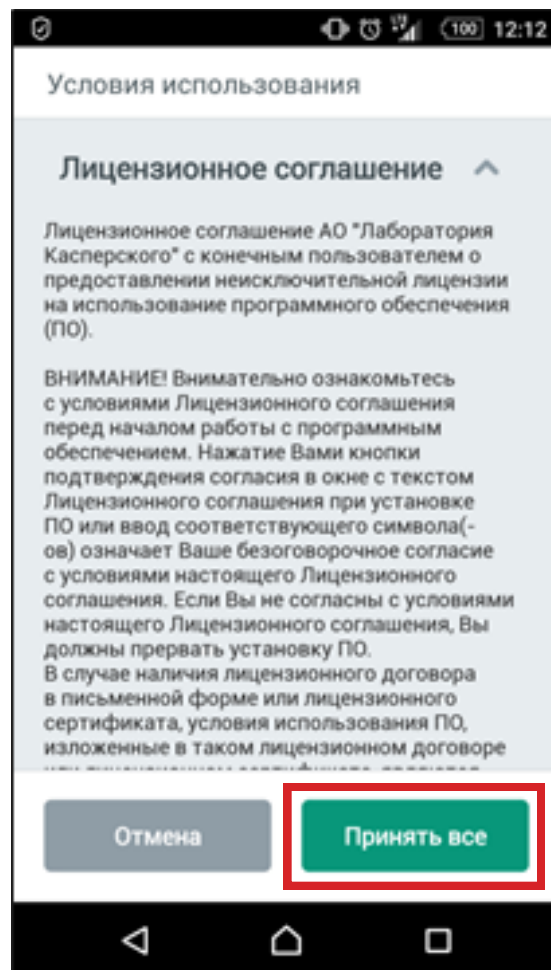 100 12:12
Условия использования
Лицензионное соглашение
Лицензионное соглашение АО "Лаборатория
Касперского" с конечным пользователем о
предоставлении неисключительной лицензии
на использование программного обеспечения
(ПО).
ВНИМАНИЕ! Внимательно ознакомьтесь
с условиями Лицензионного соглашения
перед началом работы с программным
обеспечением. Нажатие Вами кнопки
подтверждения согласия в окне с текстом
Лицензионного соглашения при установке
ПО или ввод соответствующего символа(-
ов) означает Ваше безоговорочное согласие
с условиями настоящего Лицензионного
соглашения. Если Вы не согласны с условиями
настоящего Лицензионного соглашения, Вы
должны прервать установку ПО.
В случае наличия лицензионного договора
в письменной форме или лицензионного
сертификата, условия использования ПО,
изложенные в таком лицензионном договоре
Отмена
Принять все